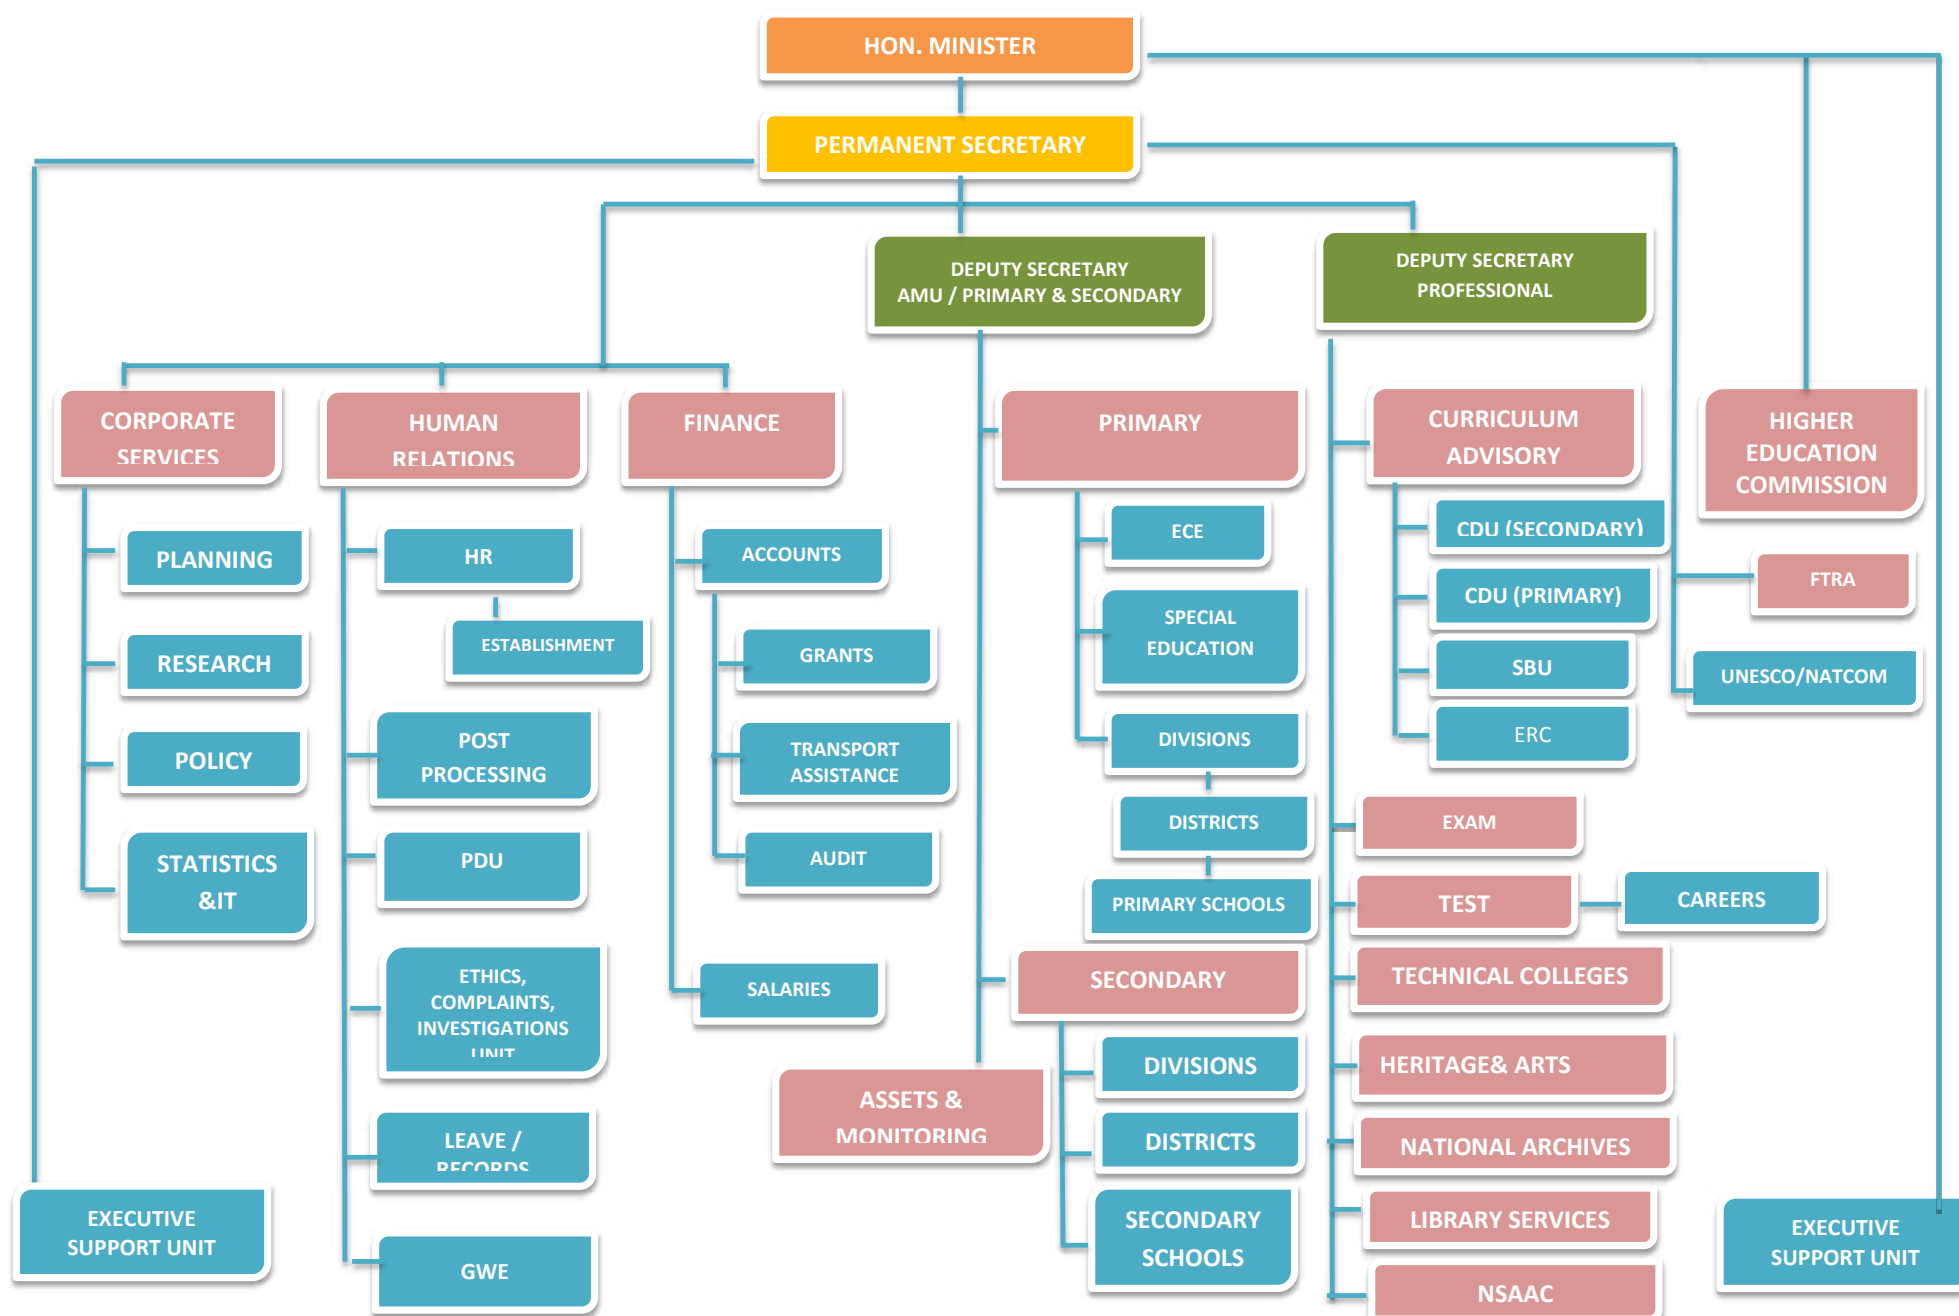 HON. MINISTER
PERMANENT SECRETARY
DEPUTY SECRETARY
AMU / PRIMARY & SECONDARY
DEPUTY SECRETARY
PROFESSIONAL
CORPORATE
SERVICES
PLANNING
RESEARCH
POLICY
STATISTICS
&IT
HUMAN
RELATIONS
HR
ESTABLISHMENT
POST
PROCESSING
PDU
ETHICS,
COMPLAINTS,
INVESTIGATIONS
UNIT
LEAVE /
RECORDS
GWE
FINANCE
ACCOUNTS
GRANTS
TRANSPORT
ASSISTANCE
AUDIT
SALARIES
PRIMARY
ECE
SPECIAL
EDUCATION
DIVISIONS
DISTRICTS
PRIMARY SCHOOLS
SECONDARY
DIVISIONS
DISTRICTS
SECONDARY
SCHOOLS
ASSETS &
MONITORING
CURRICULUM
ADVISORY
CDU (SECONDARY)
CDU (PRIMARY)
SBU
ERC
EXAM
TEST
CAREERS
TECHNICAL COLLEGES
HERITAGE& ARTS
NATIONAL ARCHIVES
LIBRARY SERVICES
NSAAC
HIGHER
EDUCATION
COMMISSION
FTRA
UNESCO/NATCOM
EXECUTIVE
SUPPORT UNIT
EXECUTIVE
SUPPORT UNIT